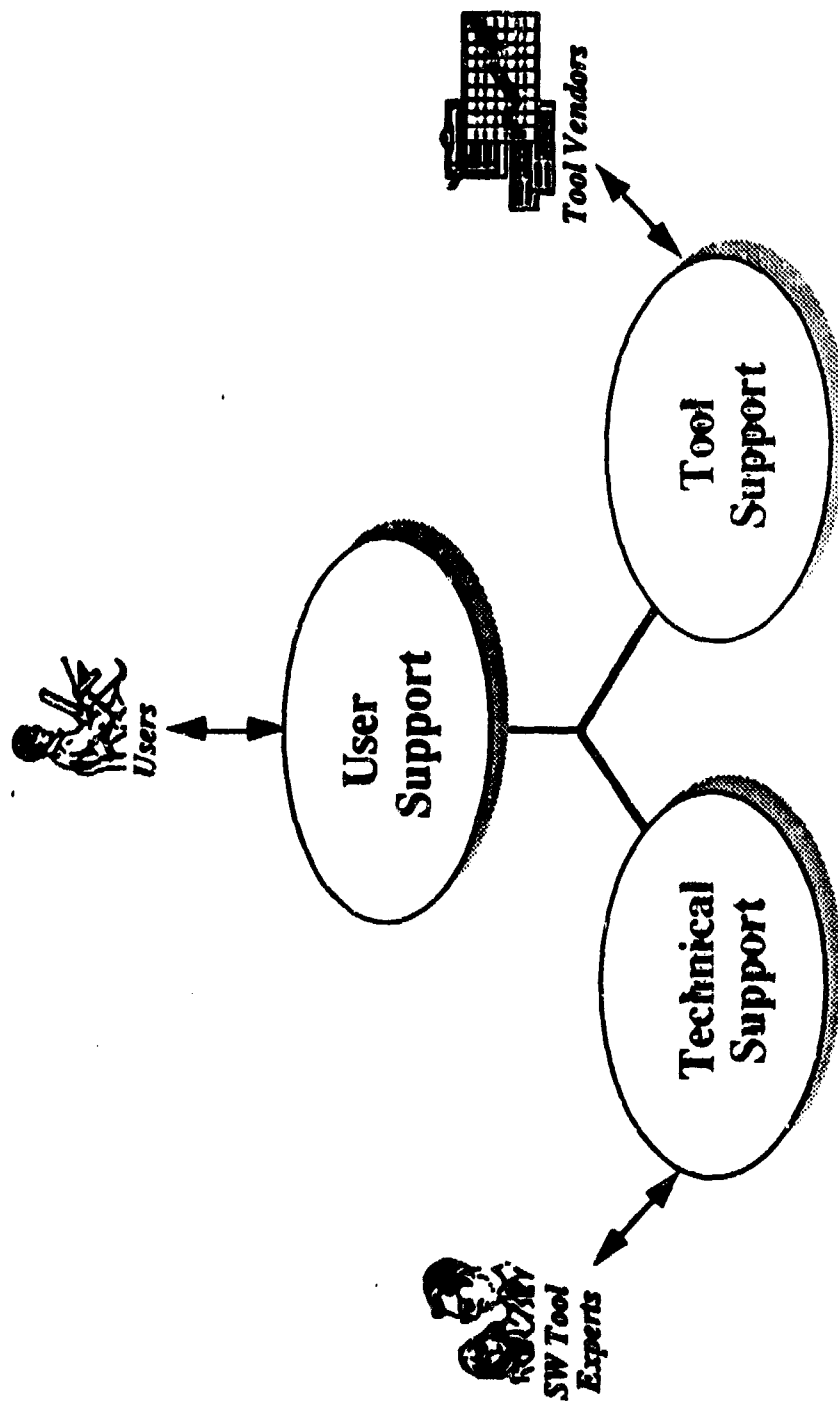 Users
User
Support
SW Tool
Experts
Tool Vendors
Technical
Support
Tool
Support